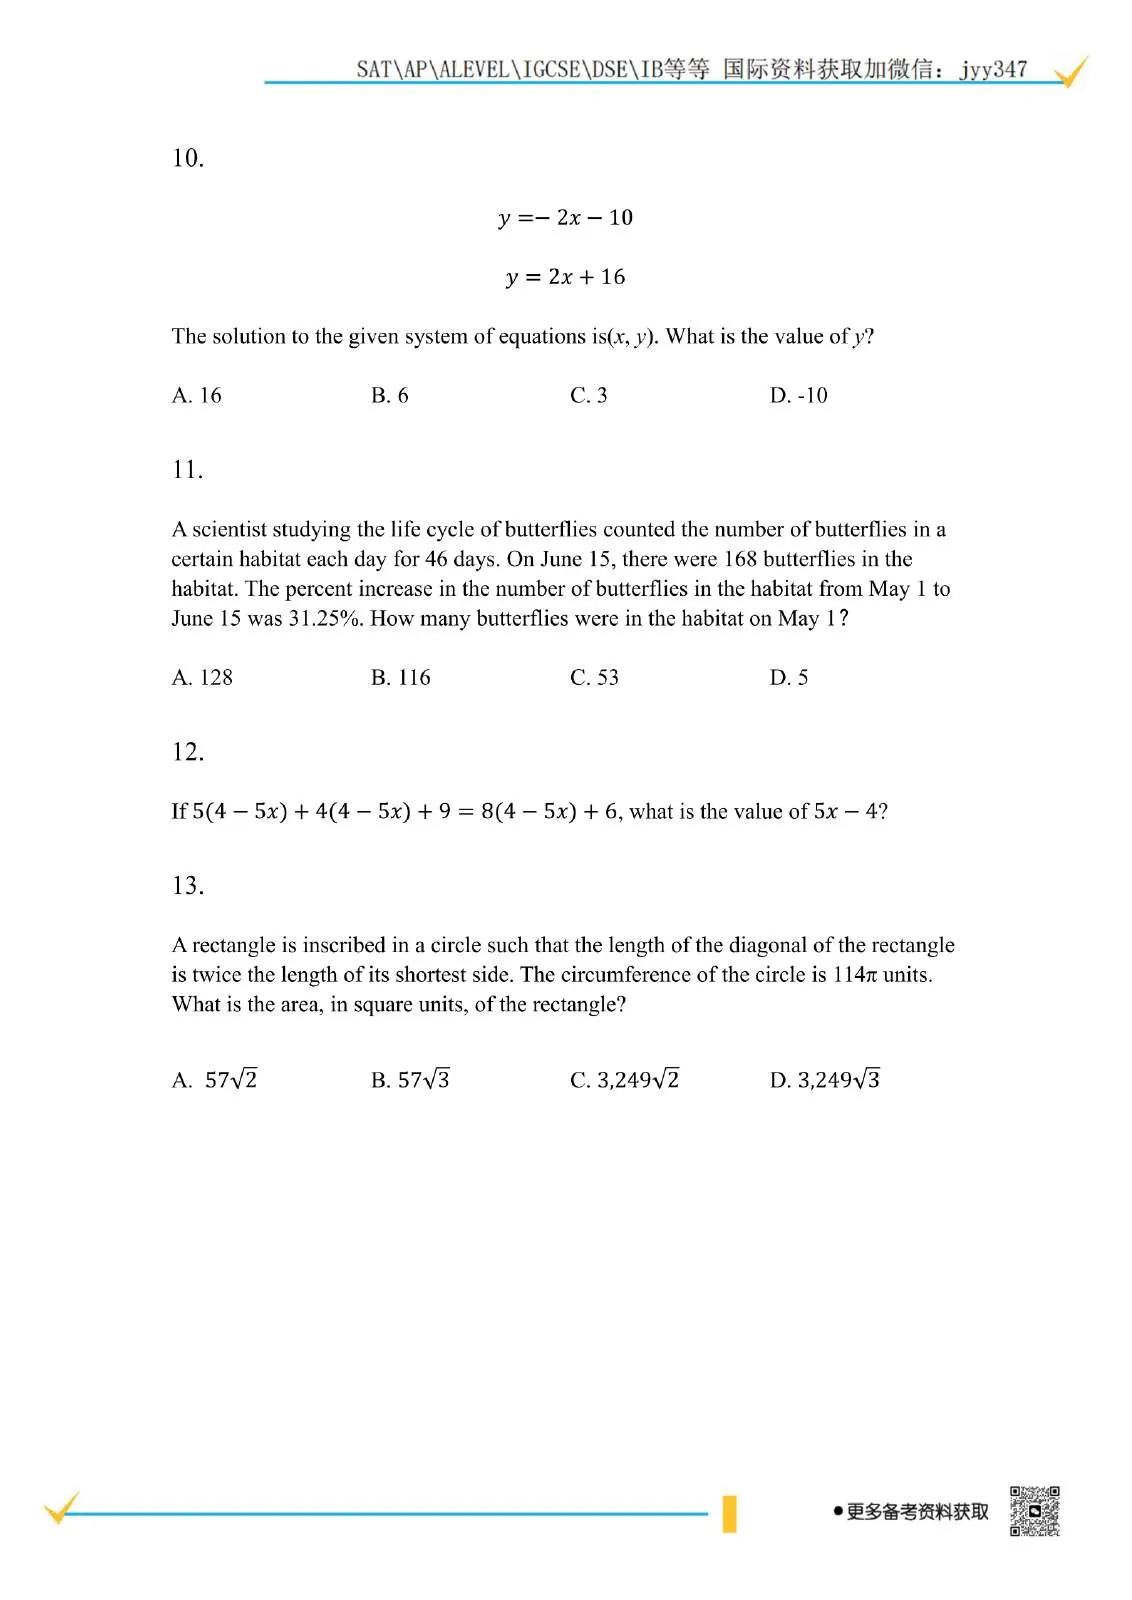 SAT\AP\ALEVEL\IGCSE\DSE\IB等等 国际资料获取加微信：jyy347
10.
y =− 2x − 10
y = 2x + 16
The solution to the given system of equations is(x, y). What is the value of y?
A. 16 B. 6 C. 3 D. -10
11.
A scientist studying the life cycle of butterflies counted the number of butterflies in a
certain habitat each day for 46 days. On June 15, there were 168 butterflies in the
habitat. The percent increase in the number of butterflies in the habitat from May 1 to
June 15 was 31.25%. How many butterflies were in the habitat on May 1?
A. 128 B. 116 C. 53 D. 5
12.
If 5(4 − 5x) + 4(4 − 5x) + 9 = 8(4 − 5x) + 6, what is the value of 5x − 4?
13.
A rectangle is inscribed in a circle such that the length of the diagonal of the rectangle
is twice the length of its shortest side. The circumference of the circle is 114π units.
What is the area, in square units, of the rectangle?
A. 57√2 B. 57√3 C. 3,249√2 D. 3,249√3
●更多备考资料获取